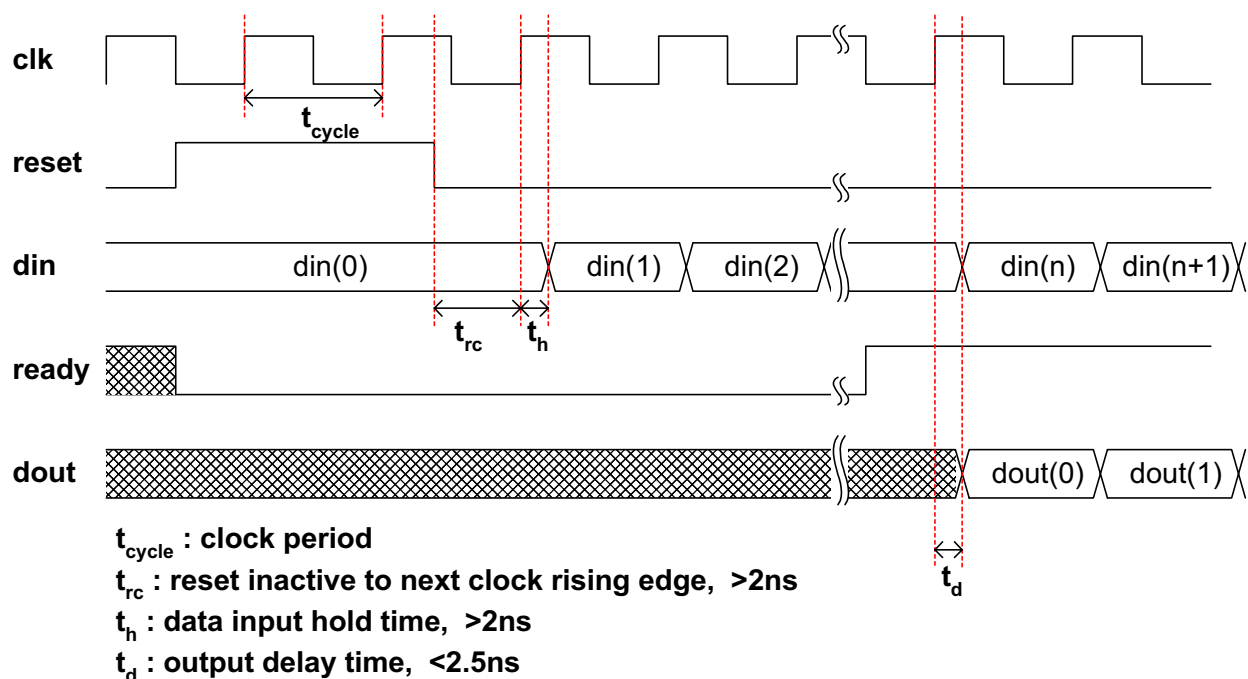 clk
t_cycle
reset
din
din(0)
din(1)
din(2)
din(n)
din(n+1)
t_rc
t_h
ready
dout
dout(0)
dout(1)
t_d
t_cycle : clock period
t_rc : reset inactive to next clock rising edge, >2ns
t_h : data input hold time, >2ns
t_d : output delay time, <2.5ns